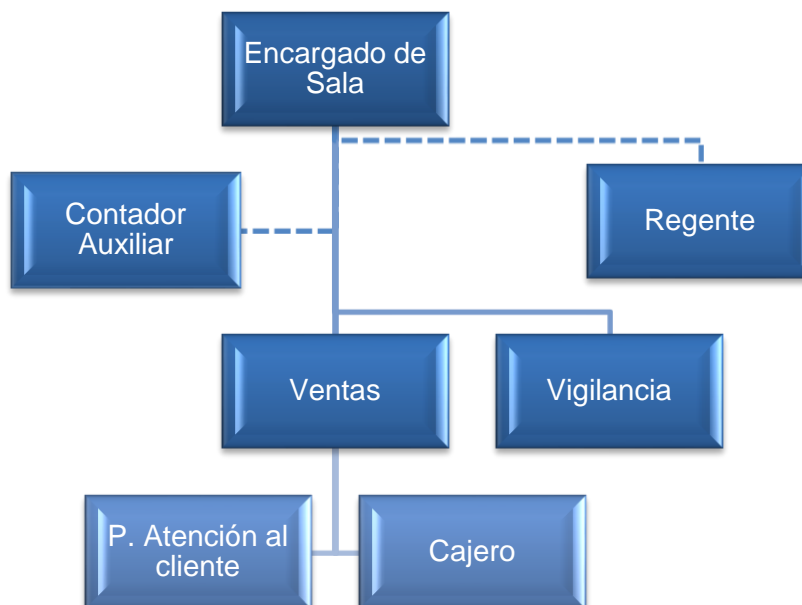 Encargado de
Sala
Contador
Auxiliar
Regente
Ventas
Vigilancia
P. Atención al
cliente
Cajero